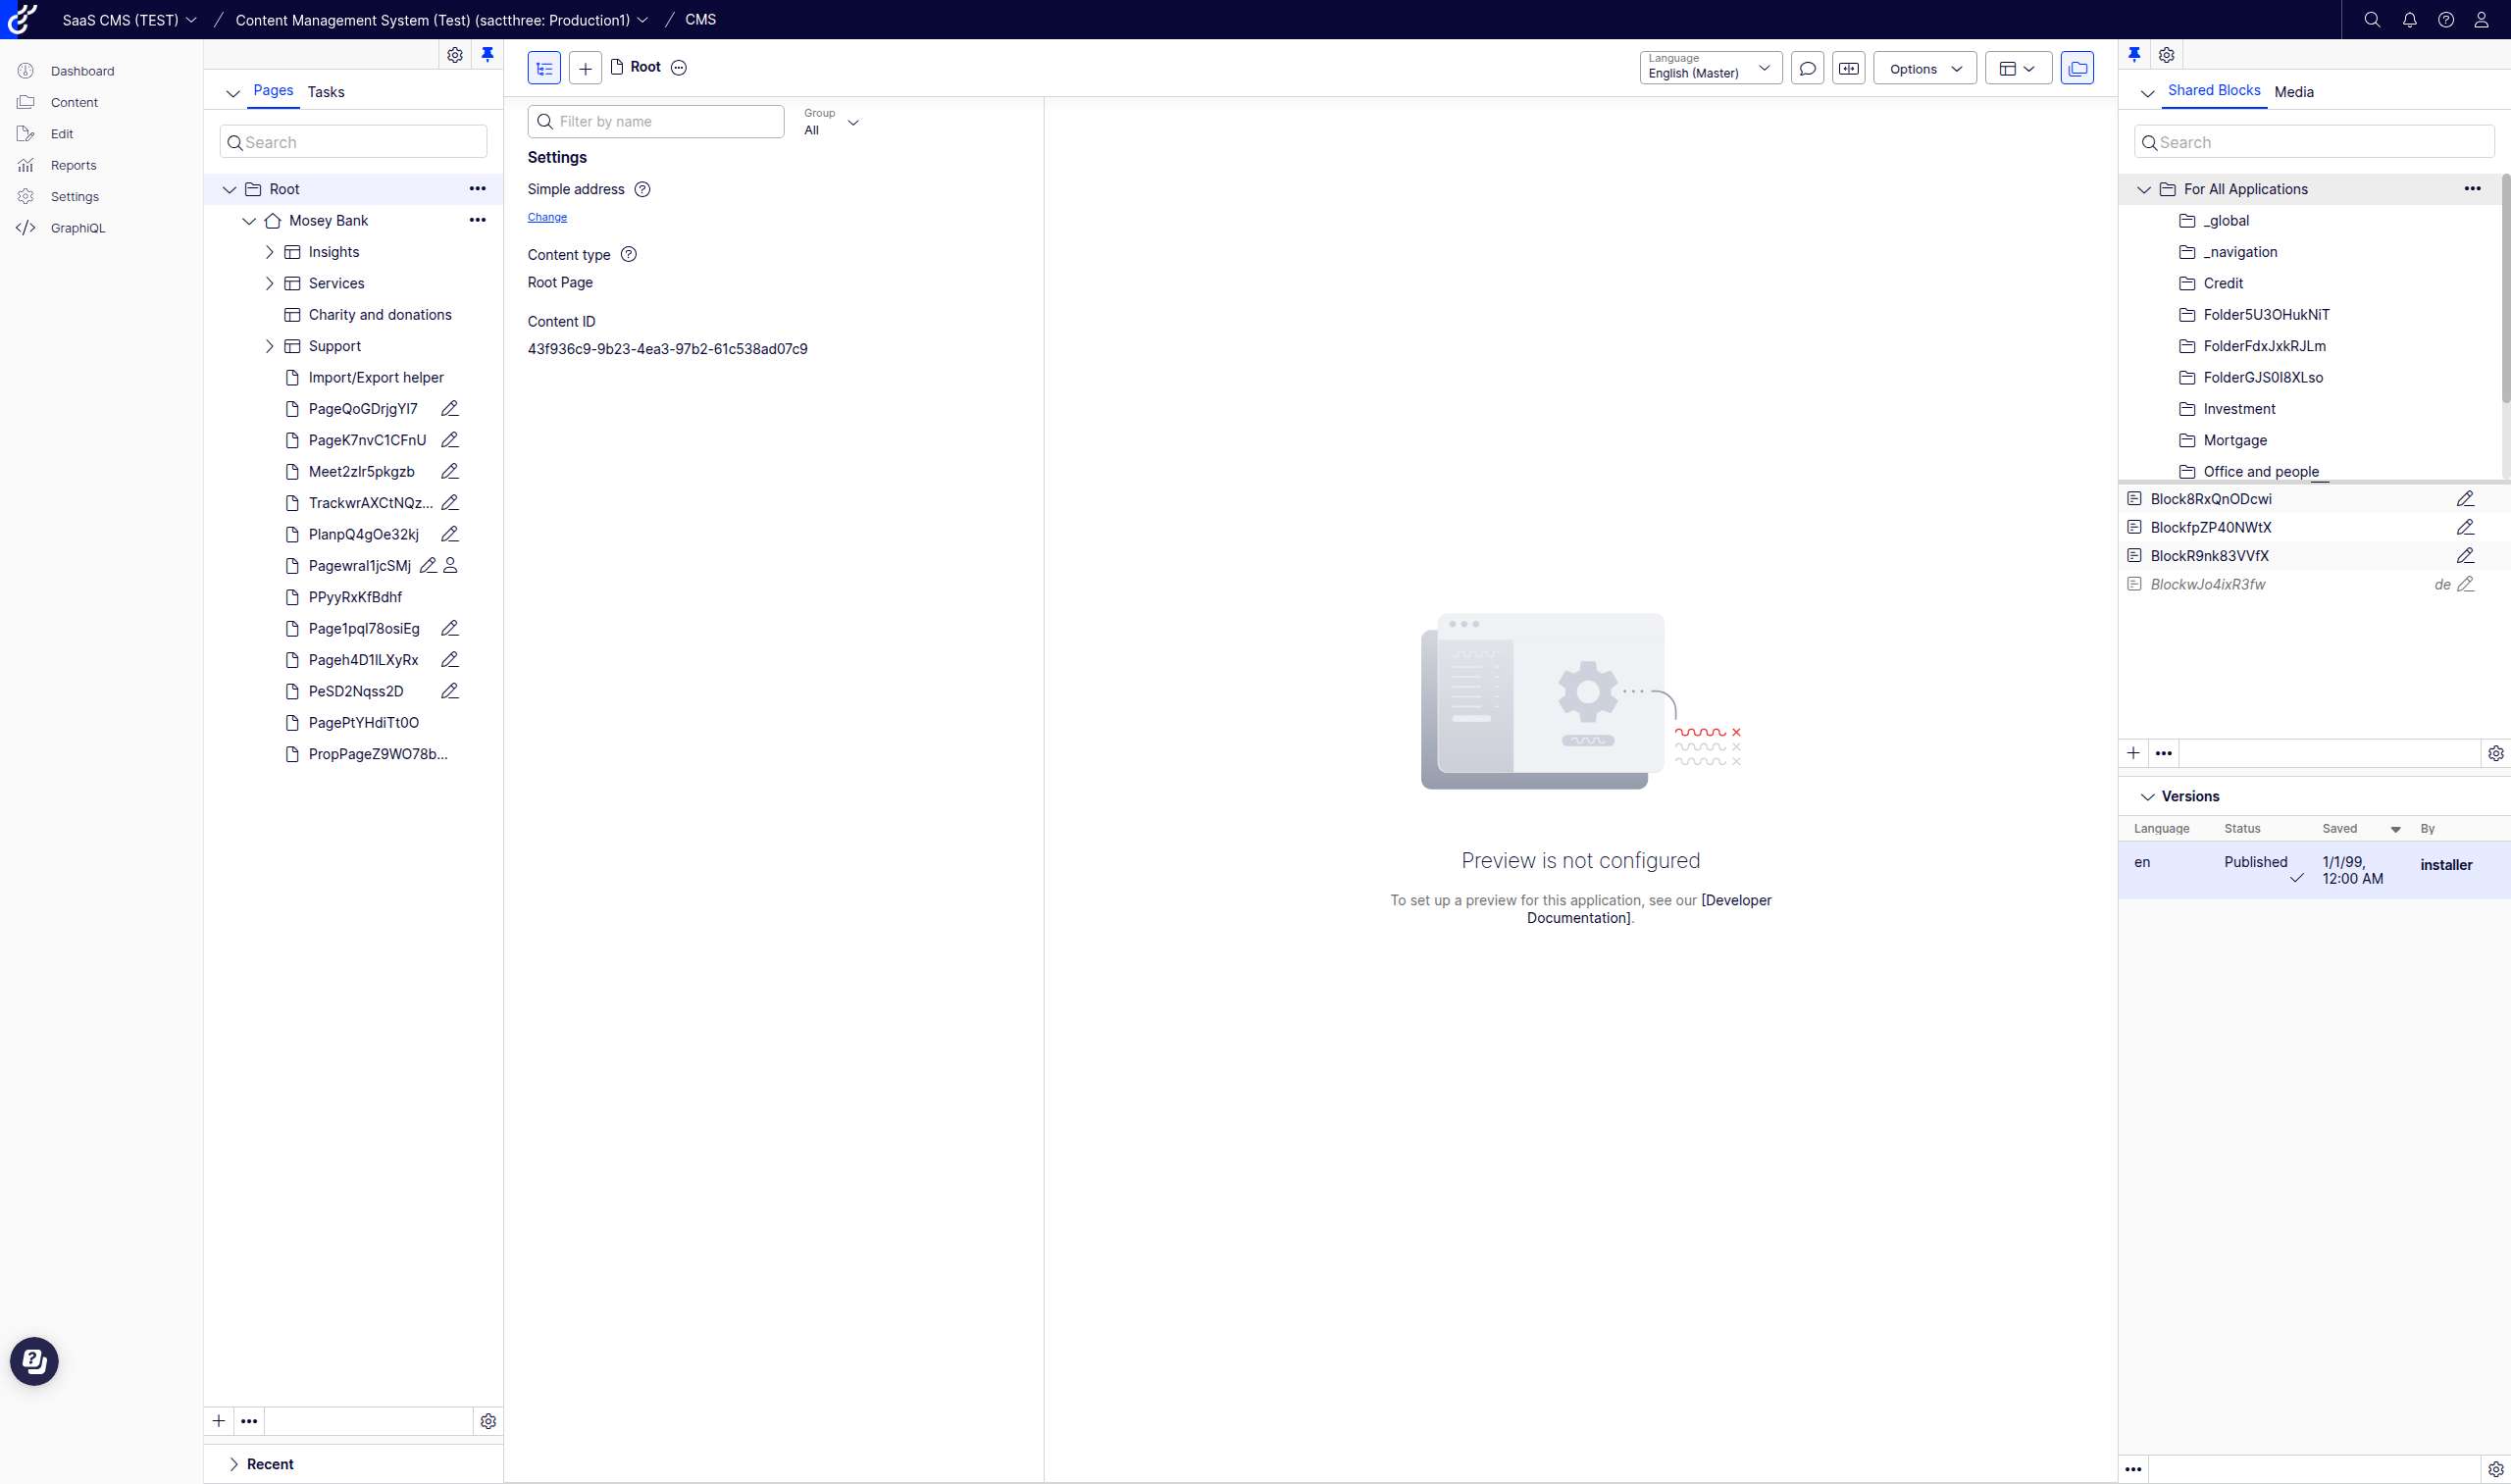 SaaS CMS (TEST) / Content Management System (Test) (sactthree: Production1) / CMS
Dashboard
Content
Edit
Reports
Settings
GraphiQL
Pages Tasks
Search
Root
Mosey Bank
Insights
Services
Charity and donations
Support
Import/Export helper
PageQoGDrjgYI7
PageK7nvC1CFnU
Meet2zIr5pkgzb
TrackwrAXCtNQz...
PlanpQ4gOe32kj
PagewraI1jcSMj
PPyyRxKfBdhf
Page1pqI78osiEg
Pageh4D1ILXyRx
PeSD2Nqss2D
PagePtYHdiTt0O
PropPageZ9WO78b...
Recent
Root
Language
English (Master)
Options
Filter by name
Group
All
Settings
Simple address
Change
Content type
Root Page
Content ID
43f936c9-9b23-4ea3-97b2-61c538ad07c9
Preview is not configured
To set up a preview for this application, see our [Developer
Documentation].
Shared Blocks Media
Search
For All Applications
_global
_navigation
Credit
Folder5U3OHukNiT
FolderFdxJxkRJLm
FolderGJS0I8XLso
Investment
Mortgage
Office and people
Block8RxQnODcwi
BlockfpZP40NWtX
BlockR9nk83VVfX
BlockwJo4ixR3fw de
Versions
Language Status Saved By
en Published 1/1/99, 12:00 AM installer